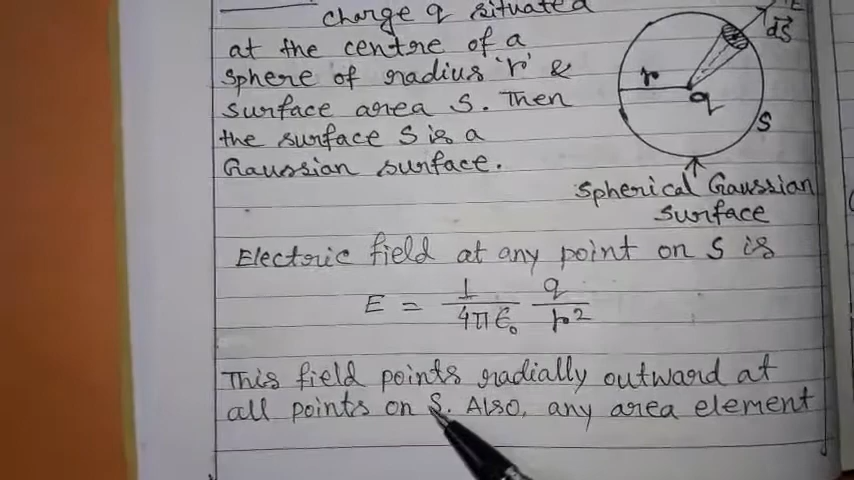 charge q situated
at the centre of a
sphere of radius 'r' &
surface area S. Then
the surface S is a
Gaussian surface.
E
dS
r
q
S
Spherical Gaussian
surface
Electric field at any point on S is
E = 1/4πε₀ q/r²
This field points radially outward at
all points on S. Also, any area element